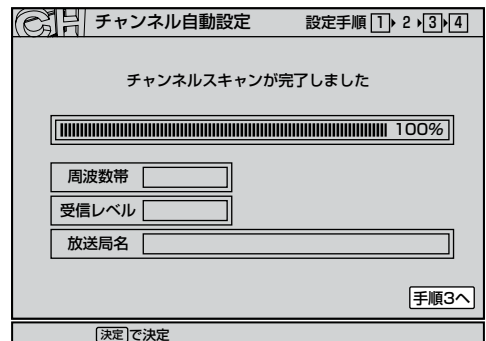 CH チャンネル自動設定 設定手順 1 2 3 4
チャンネルスキャンが完了しました
100%
周波数帯
受信レベル
放送局名
手順3へ
決定で決定